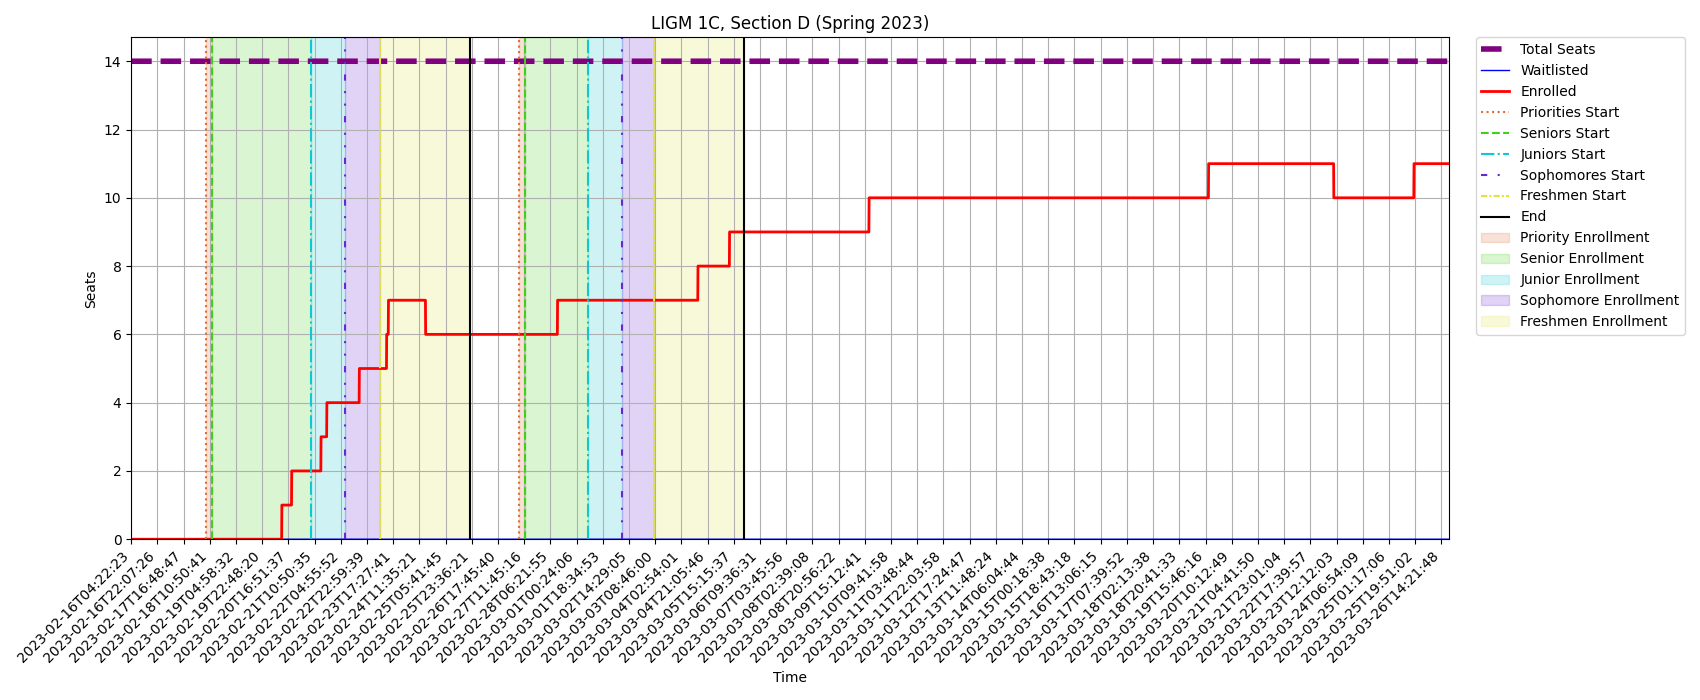 LIGM 1C, Section D (Spring 2023)
Seats
14
12
10
8
6
4
2
0
2023-02-16T04:22:23
2023-02-16T22:07:26
2023-02-17T16:48:47
2023-02-18T10:50:41
2023-02-19T04:58:32
2023-02-19T22:48:20
2023-02-20T16:51:37
2023-02-21T10:50:35
2023-02-22T04:55:52
2023-02-22T22:59:39
2023-02-23T17:27:41
2023-02-24T11:35:21
2023-02-25T05:41:45
2023-02-25T23:36:21
2023-02-26T17:45:40
2023-02-27T11:45:16
2023-02-28T06:21:55
2023-03-01T00:24:06
2023-03-01T18:34:53
2023-03-02T14:29:05
2023-03-03T08:46:00
2023-03-04T02:54:01
2023-03-04T21:05:46
2023-03-05T15:15:37
2023-03-06T09:36:31
2023-03-07T03:45:56
2023-03-08T02:39:08
2023-03-08T20:56:22
2023-03-09T15:12:41
2023-03-10T09:41:58
2023-03-11T03:48:44
2023-03-11T22:03:58
2023-03-12T17:24:47
2023-03-13T11:48:24
2023-03-14T06:04:44
2023-03-15T00:18:38
2023-03-15T18:43:18
2023-03-16T13:06:15
2023-03-17T07:39:52
2023-03-18T02:13:38
2023-03-18T20:41:33
2023-03-19T15:46:16
2023-03-20T10:12:49
2023-03-21T04:41:50
2023-03-21T23:01:04
2023-03-22T17:39:57
2023-03-23T12:12:03
2023-03-24T06:54:09
2023-03-25T01:17:06
2023-03-25T19:51:02
2023-03-26T14:21:48
Time
Total Seats
Waitlisted
Enrolled
Priorities Start
Seniors Start
Juniors Start
Sophomores Start
Freshmen Start
End
Priority Enrollment
Senior Enrollment
Junior Enrollment
Sophomore Enrollment
Freshmen Enrollment